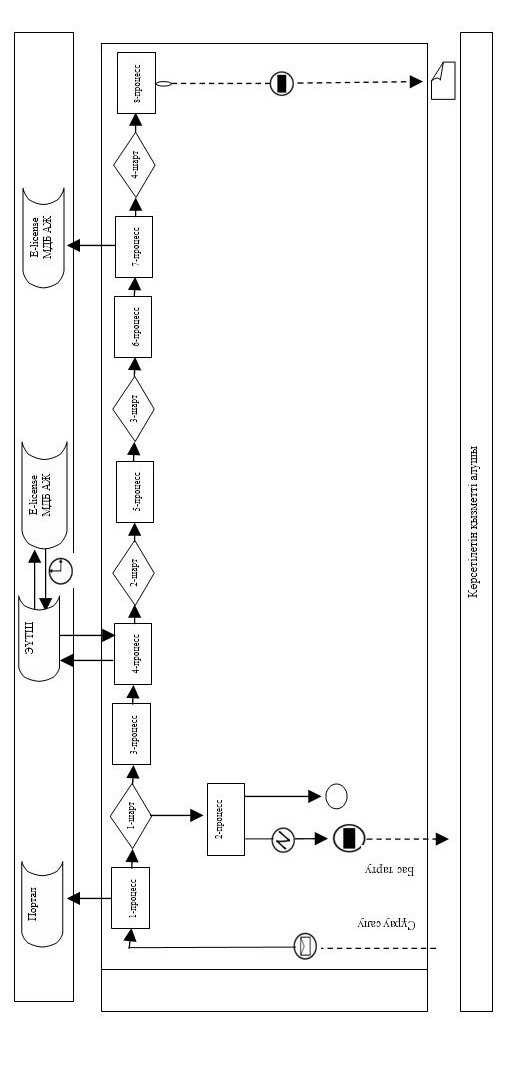 Портал
ЭҮТШ
E-license
МДБ АЖ
E-license
МДБ АЖ
1-процесс
1-шарт
3-процесс
4-процесс
2-шарт
5-процесс
3-шарт
6-процесс
7-процесс
4-шарт
8-процесс
2-процесс
Сұрау салу
Бас тарту
Көрсетілетін қызметті алушы